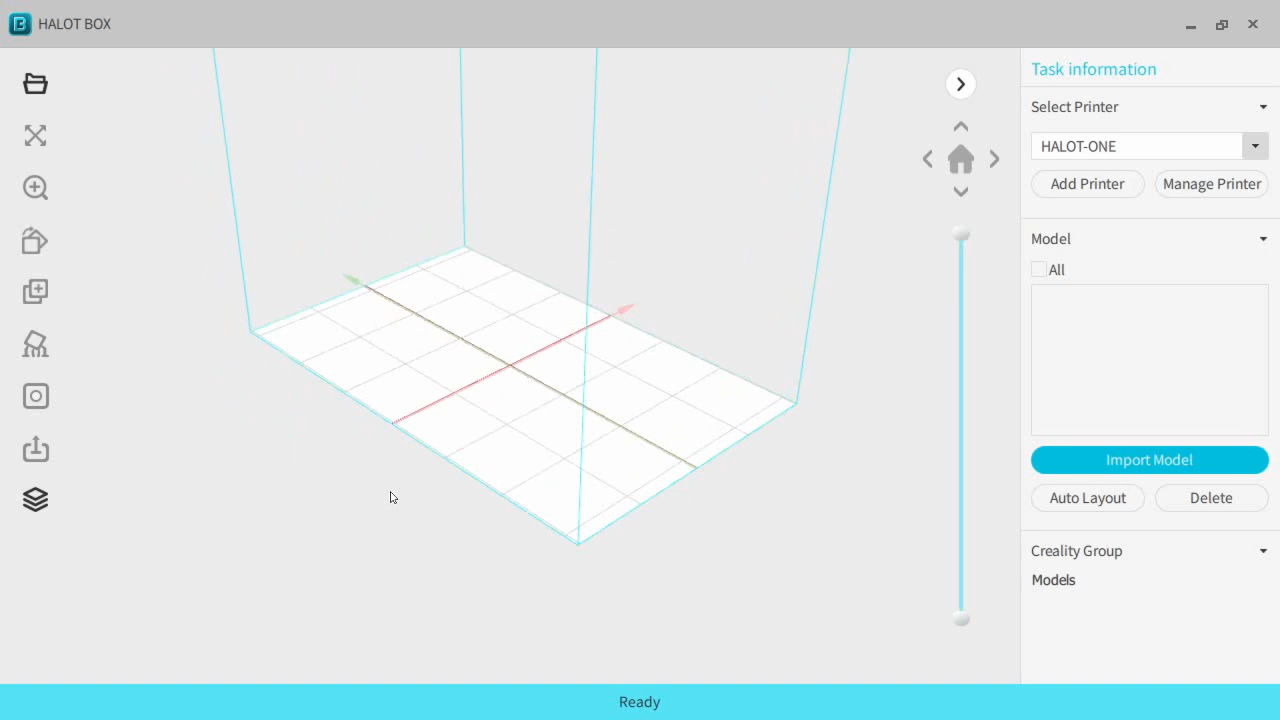 HALOT BOX
Task information
Select Printer
HALOT-ONE
Add Printer
Manage Printer
Model
All
Import Model
Auto Layout
Delete
Creality Group
Models
Ready